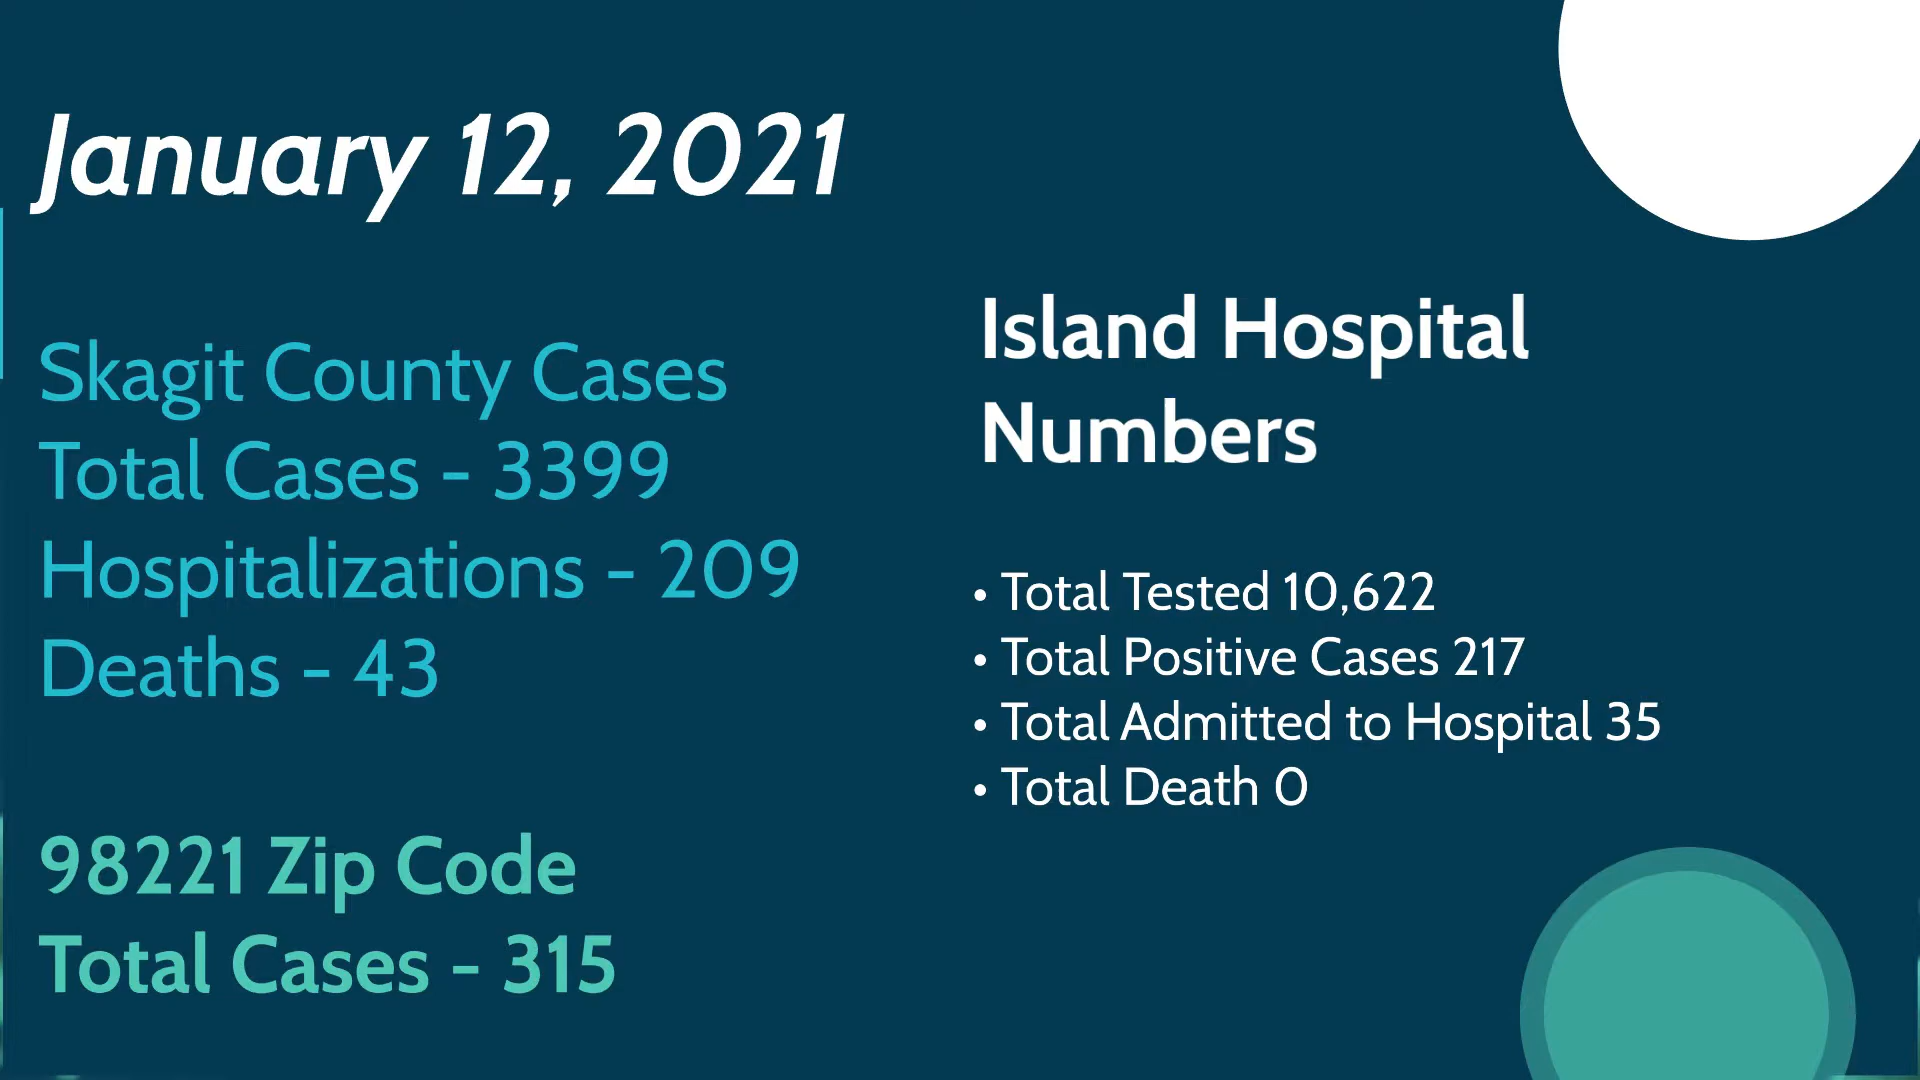 January 12, 2021
Skagit County Cases
Total Cases - 3399
Hospitalizations - 209
Deaths - 43
98221 Zip Code
Total Cases - 315
Island Hospital
Numbers
• Total Tested 10,622
• Total Positive Cases 217
• Total Admitted to Hospital 35
• Total Death 0